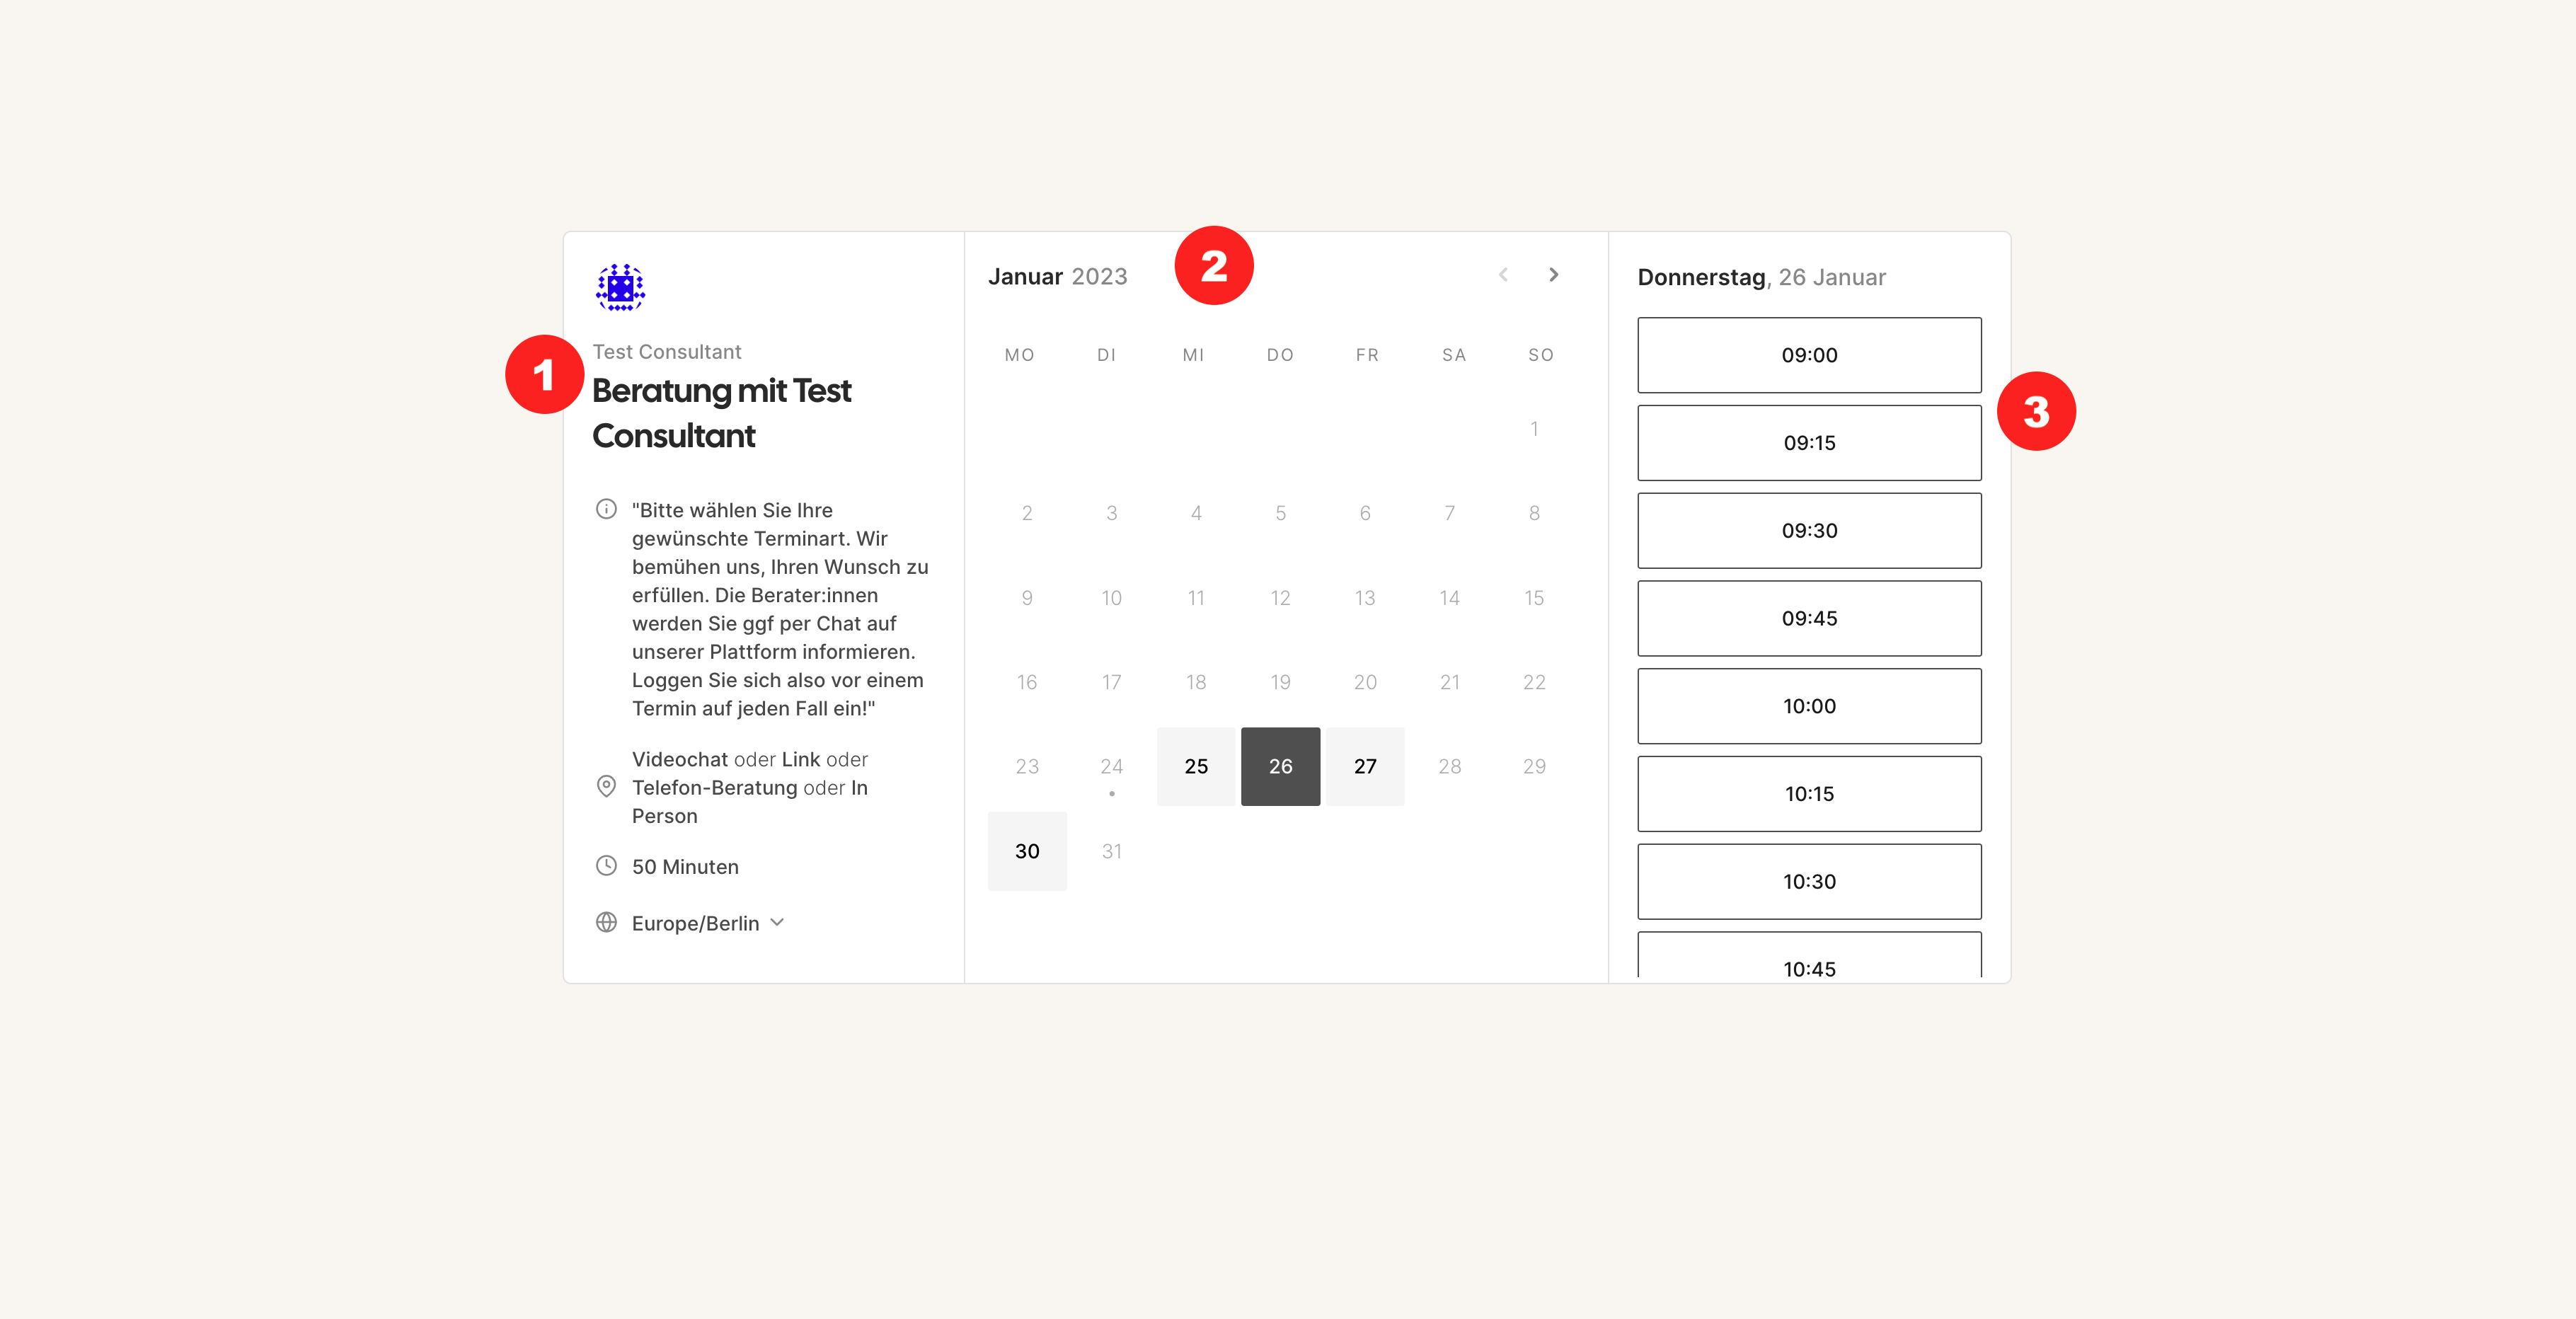 1
Test Consultant
Beratung mit Test
Consultant
"Bitte wählen Sie Ihre
gewünschte Terminart. Wir
bemühen uns, Ihren Wunsch zu
erfüllen. Die Berater:innen
werden Sie ggf per Chat auf
unserer Plattform informieren.
Loggen Sie sich also vor einem
Termin auf jeden Fall ein!"
Videochat oder Link oder
Telefon-Beratung oder In
Person
50 Minuten
Europe/Berlin
2
Januar 2023
MO DI MI DO FR SA SO
1
2 3 4 5 6 7 8
9 10 11 12 13 14 15
16 17 18 19 20 21 22
23 24 25 26 27 28 29
30 31
3
Donnerstag, 26 Januar
09:00
09:15
09:30
09:45
10:00
10:15
10:30
10:45